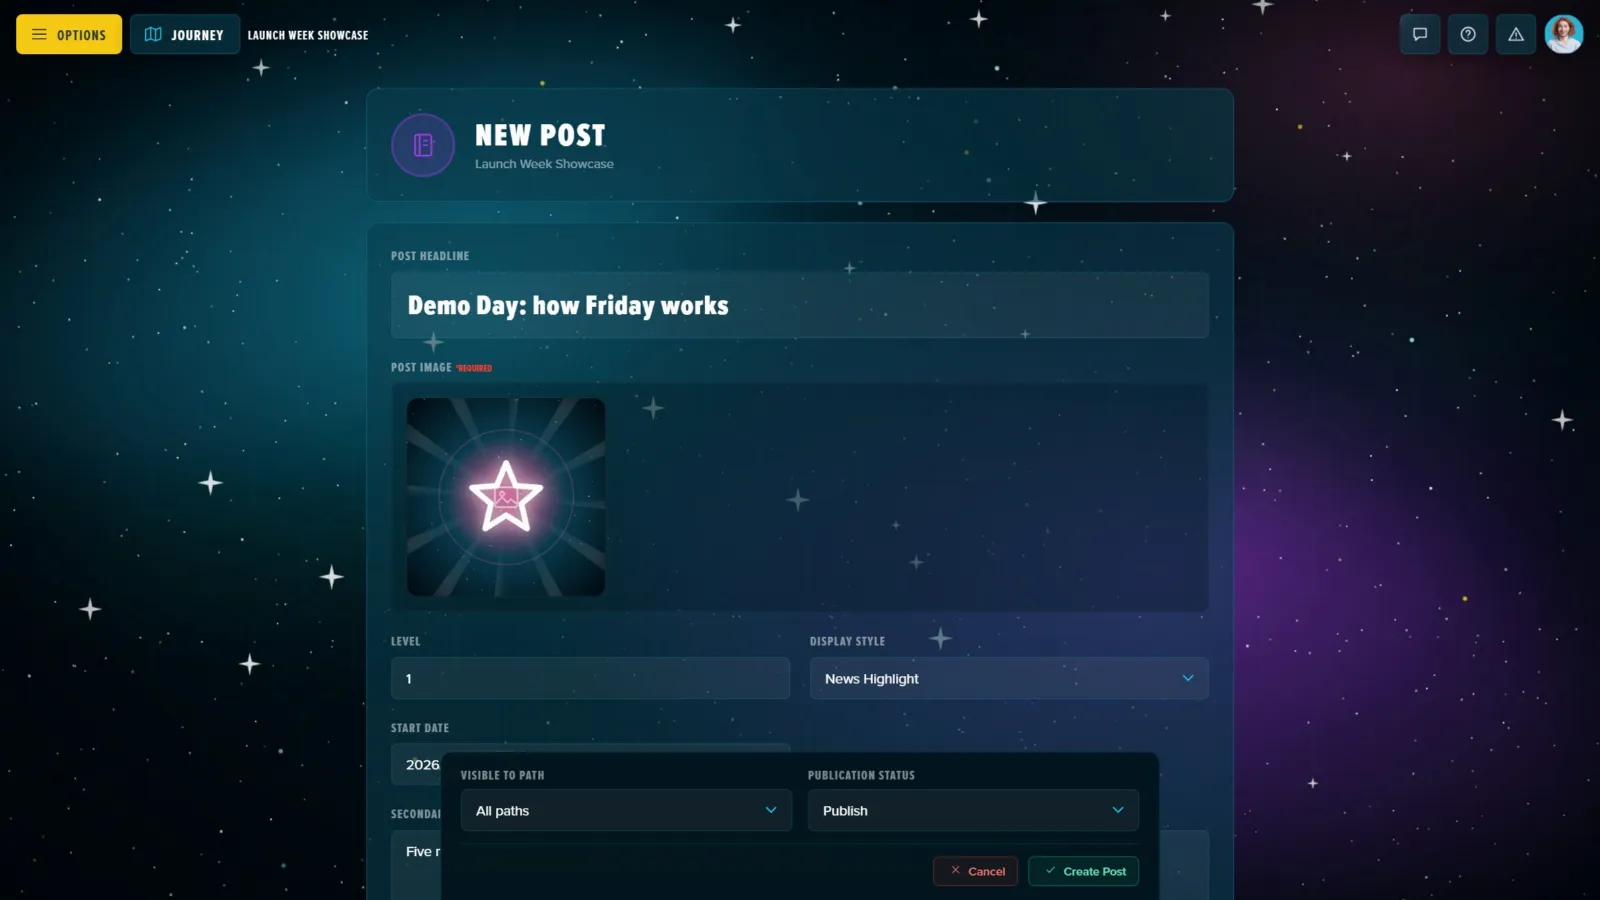 OPTIONS
JOURNEY
LAUNCH WEEK SHOWCASE
NEW POST
Launch Week Showcase
POST HEADLINE
Demo Day: how Friday works
POST IMAGE *REQUIRED
LEVEL
DISPLAY STYLE
1
News Highlight
START DATE
2026
VISIBLE TO PATH
PUBLICATION STATUS
All paths
Publish
Five
Cancel
Create Post